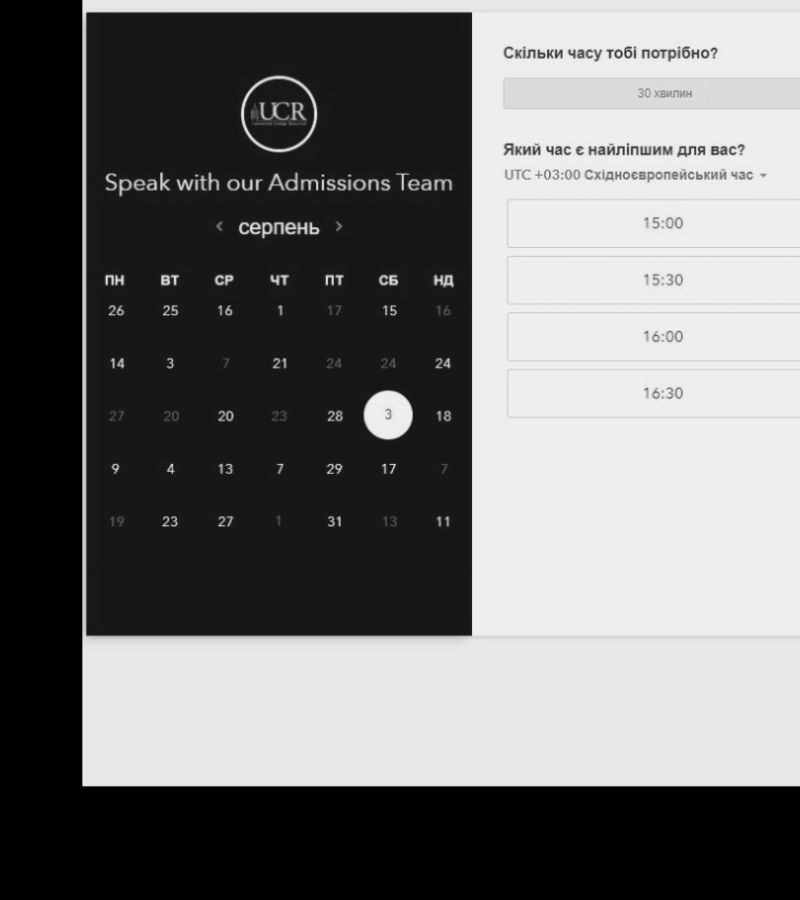 UCR
Speak with our Admissions Team
‹ серпень ›
ПН ВТ СР ЧТ ПТ СБ НД
26 25 16 1 17 15 16
14 3 7 21 24 24 24
27 20 20 23 28 3 18
9 4 13 7 29 17 7
19 23 27 1 31 13 11
Скільки часу тобі потрібно?
30 хвилин
Який час є найліпшим для вас?
UTC +03:00 Східноєвропейський час
15:00
15:30
16:00
16:30